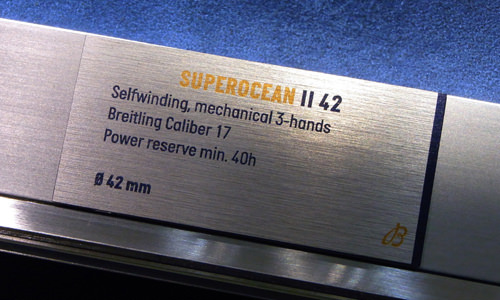 SUPEROCEAN II 42
Selfwinding, mechanical 3-hands
Breitling Caliber 17
Power reserve min. 40h
Ø 42 mm
B